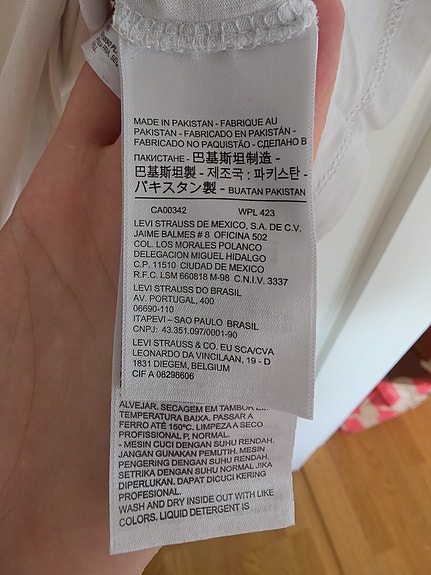 MADE IN PAKISTAN - FABRIQUE AU
PAKISTAN - FABRICADO EN PAKISTÁN -
FABRICADO NO PAQUISTÃO - СДЕЛАНО В
ПАКИСТАНЕ - 巴基斯坦制造 -
巴基斯坦製 - 제조국 : 파키스탄 -
パキスタン製 - BUATAN PAKISTAN
CA00342 WPL 423
LEVI STRAUSS DE MEXICO, S.A. DE C.V.
JAIME BALMES # 8 OFICINA 502
COL. LOS MORALES POLANCO
DELEGACION MIGUEL HIDALGO
C.P. 11510 CIUDAD DE MEXICO
R.F.C. LSM 660818 M-98 C.N.I.V. 3337
LEVI STRAUSS DO BRASIL
AV. PORTUGAL, 400
06690-110
ITAPEVI – SAO PAULO BRASIL
CNPJ: 43.351.097/0001-90
LEVI STRAUSS & CO. EU SCA/CVA
LEONARDO DA VINCILAAN, 19 - D
1831 DIEGEM, BELGIUM
CIF A 08298606
ALVEJAR. SECAGEM EM TAMBOR
TEMPERATURA BAIXA. PASSAR A
FERRO ATÉ 150ºC. LIMPEZA A SECO
PROFISSIONAL P, NORMAL.
- MESIN CUCI DENGAN SUHU RENDAH.
JANGAN GUNAKAN PEMUTIH. MESIN
PENGERING DENGAN SUHU RENDAH.
SETRIKA DENGAN SUHU NORMAL JIKA
DIPERLUKAN. DAPAT DICUCI KERING
PROFESIONAL.
WASH AND DRY INSIDE OUT WITH LIKE
COLORS. LIQUID DETERGENT IS